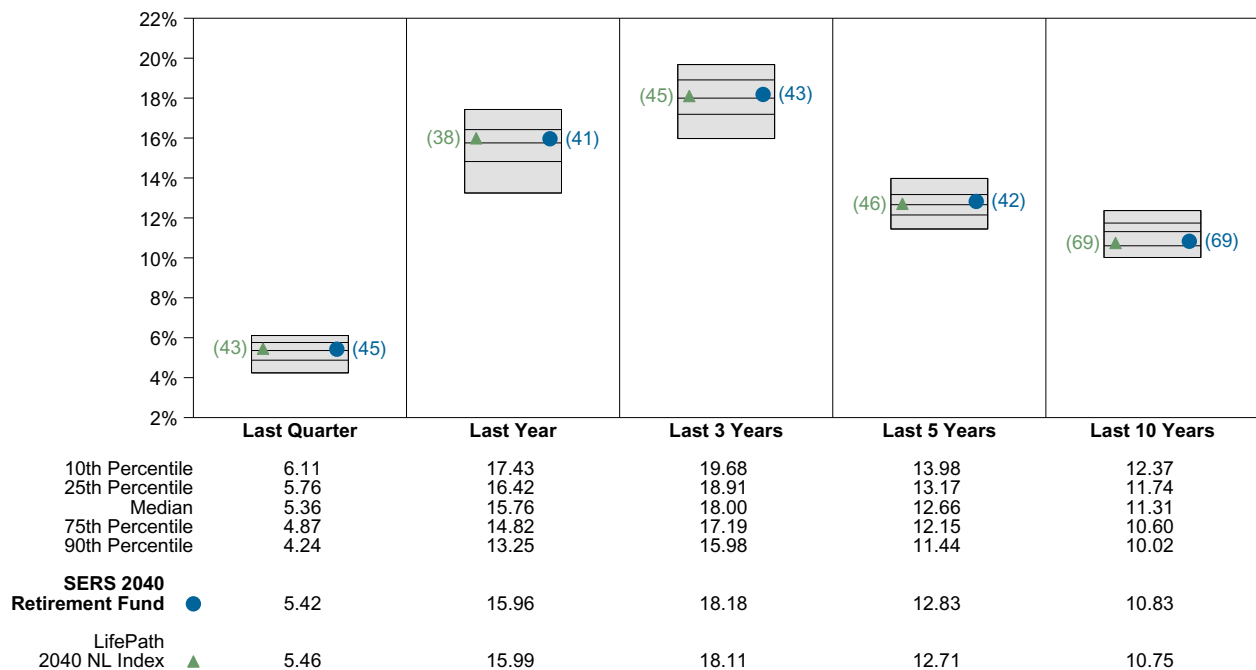 22%
20%
18%
16%
14%
12%
10%
8%
6%
4%
2%
(43) (45)
(38) (41)
(45) (43)
(46) (42)
(69) (69)
Last Quarter Last Year Last 3 Years Last 5 Years Last 10 Years
10th Percentile 6.11 17.43 19.68 13.98 12.37
25th Percentile 5.76 16.42 18.91 13.17 11.74
Median 5.36 15.76 18.00 12.66 11.31
75th Percentile 4.87 14.82 17.19 12.15 10.60
90th Percentile 4.24 13.25 15.98 11.44 10.02
SERS 2040
Retirement Fund 5.42 15.96 18.18 12.83 10.83
LifePath
2040 NL Index 5.46 15.99 18.11 12.71 10.75